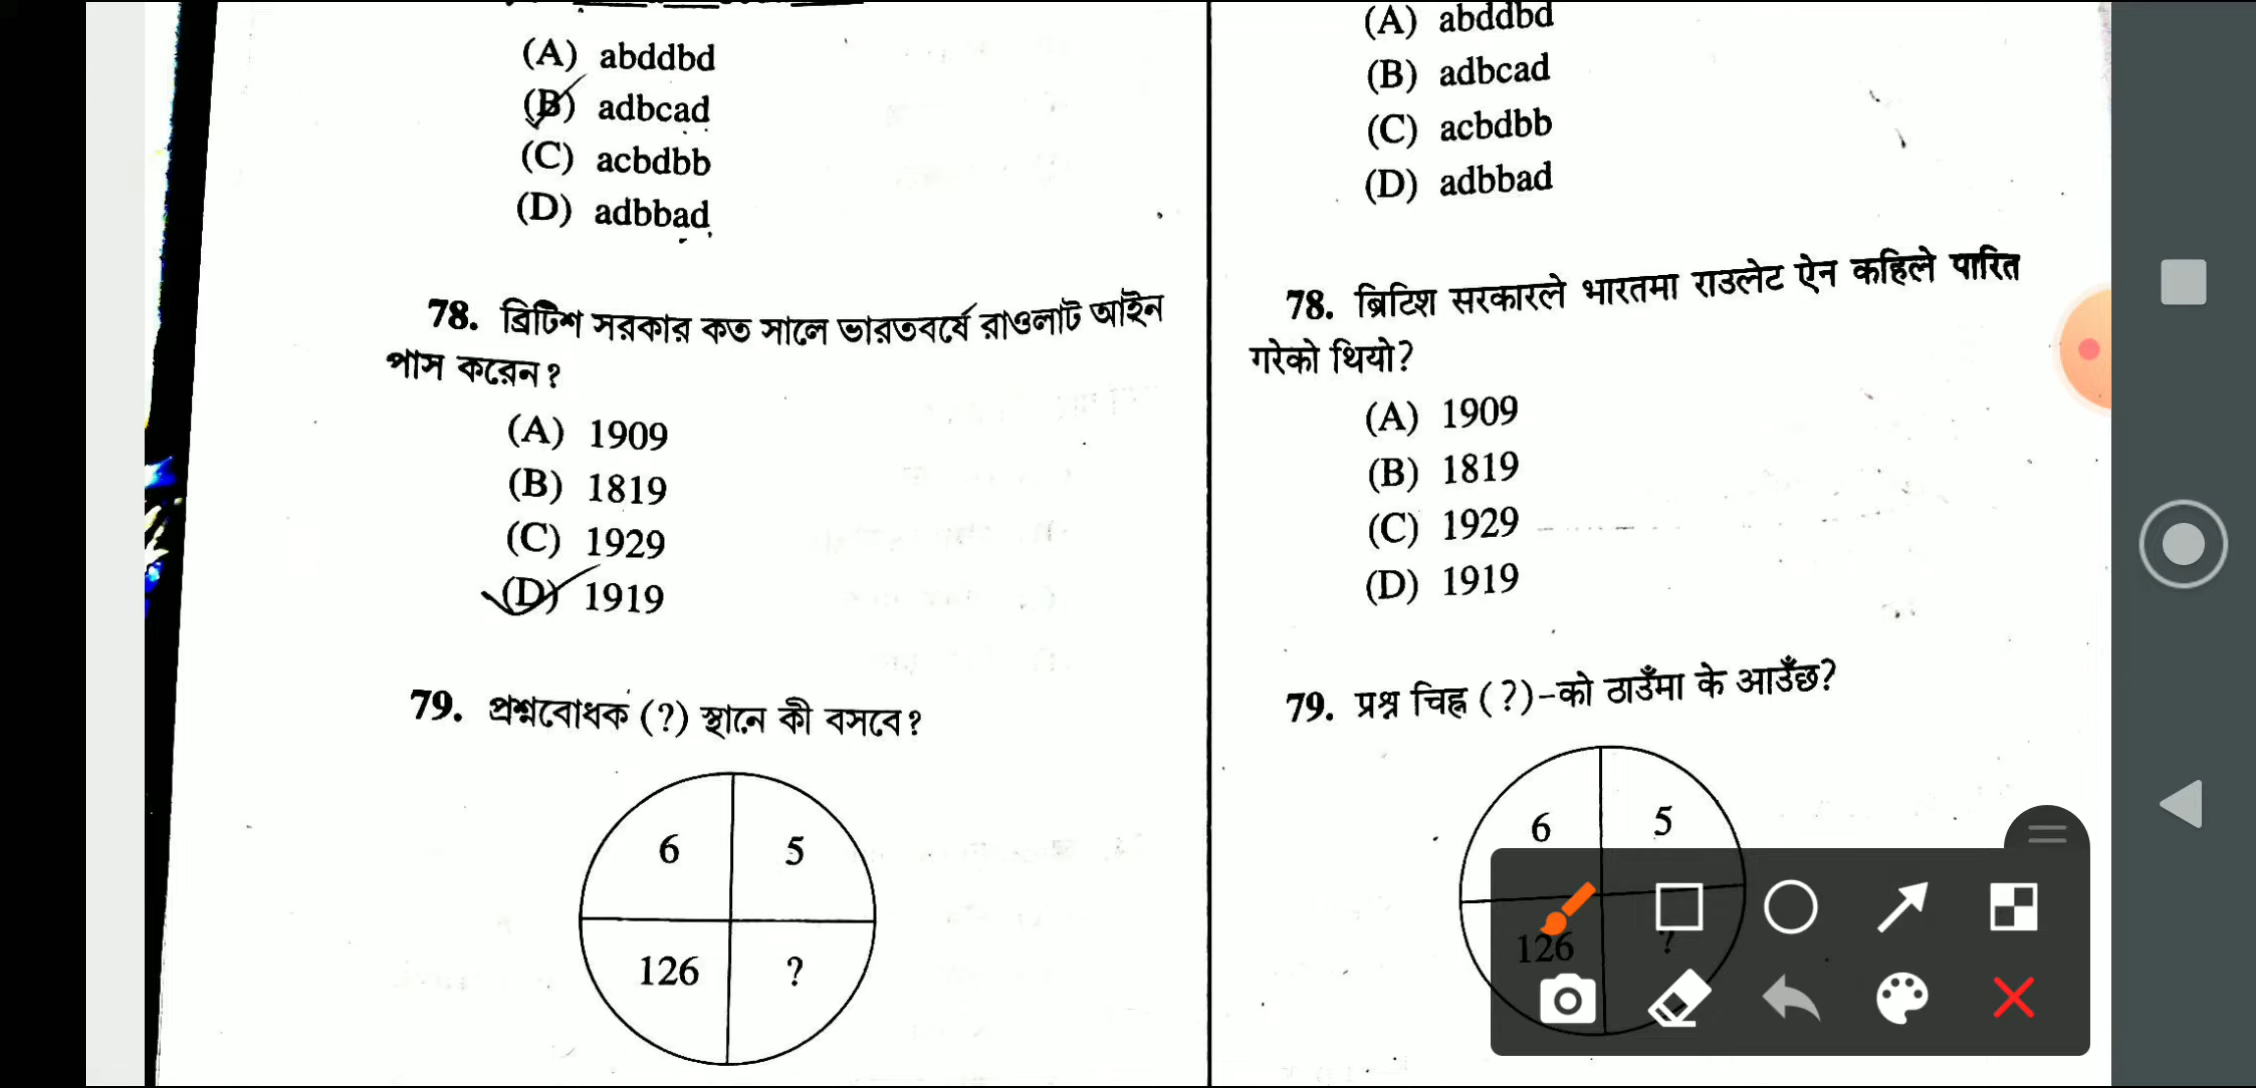 (A) abddbd
(B) adbcad
(C) acbdbb
(D) adbbad
78. ব্রিটিশ সরকার কত সালে ভারতবর্ষে রাওলাট আইন
পাস করেন?
(A) 1909
(B) 1819
(C) 1929
(D) 1919
79. প্রশ্নবোধক (?) স্থানে কী বসবে?
6 5
126 ?
(A) abddbd
(B) adbcad
(C) acbdbb
(D) adbbad
78. ब्रिटिश सरकारले भारतमा राउलेट ऐन कहिले पारित
गरेको थियो?
(A) 1909
(B) 1819
(C) 1929
(D) 1919
79. प्रश्न चिह्न (?)-को ठाउँमा के आउँछ?
6 5
126 ?